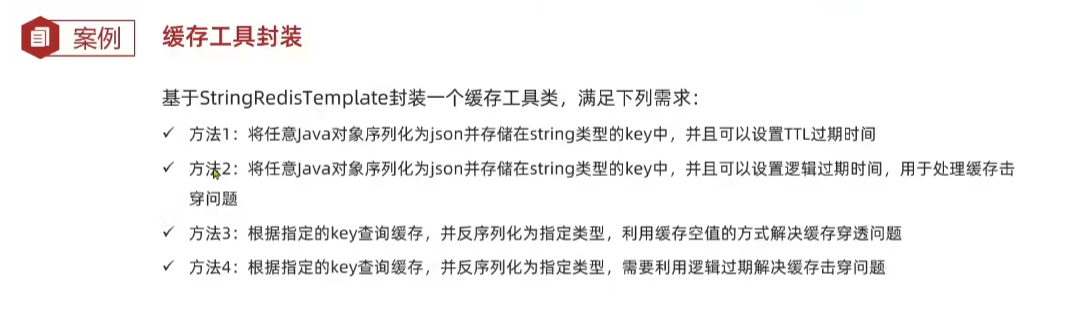 案例
缓存工具封装
基于StringRedisTemplate封装一个缓存工具类，满足下列需求：
✓ 方法1：将任意Java对象序列化为json并存储在string类型的key中，并且可以设置TTL过期时间
✓ 方法2：将任意Java对象序列化为json并存储在string类型的key中，并且可以设置逻辑过期时间，用于处理缓存击
穿问题
✓ 方法3：根据指定的key查询缓存，并反序列化为指定类型，利用缓存空值的方式解决缓存穿透问题
✓ 方法4：根据指定的key查询缓存，并反序列化为指定类型，需要利用逻辑过期解决缓存击穿问题